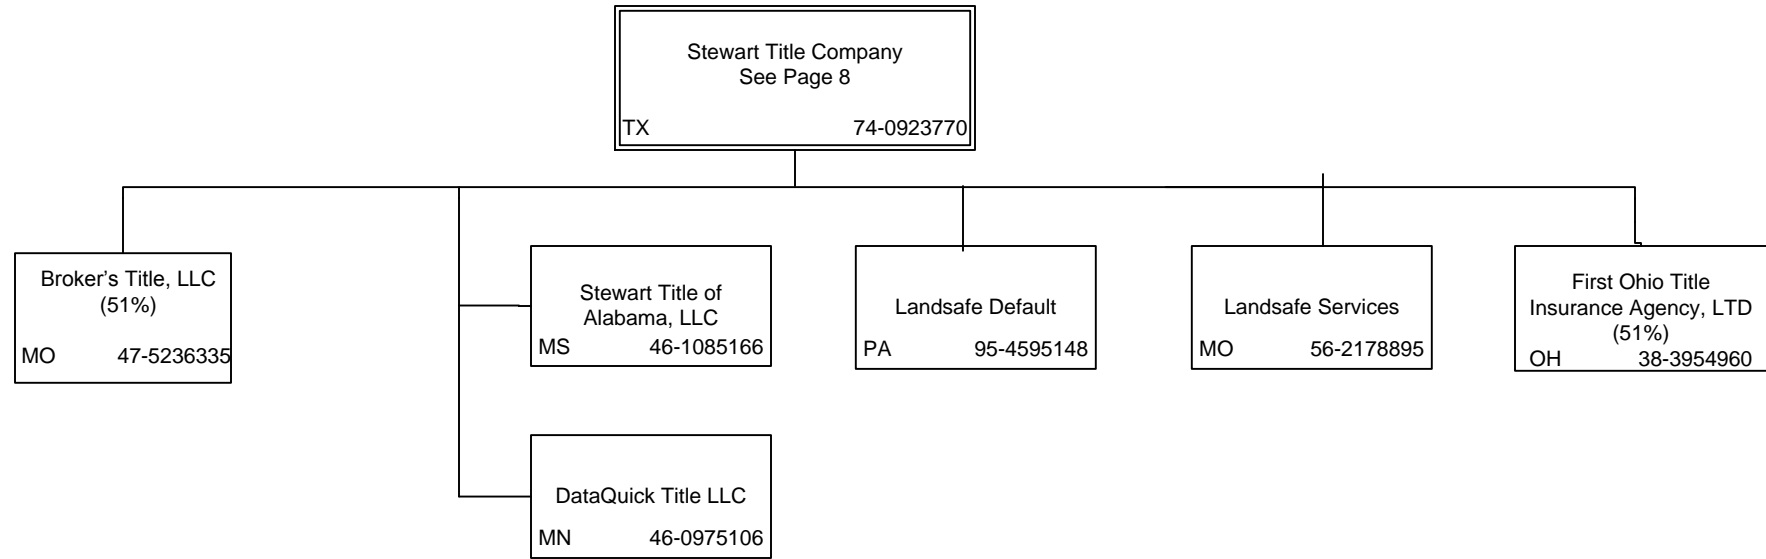 Stewart Title Company
See Page 8
TX 74-0923770
Broker's Title, LLC
(51%)
MO 47-5236335
Stewart Title of
Alabama, LLC
MS 46-1085166
Landsafe Default
PA 95-4595148
Landsafe Services
MO 56-2178895
First Ohio Title
Insurance Agency, LTD
(51%)
OH 38-3954960
DataQuick Title LLC
MN 46-0975106